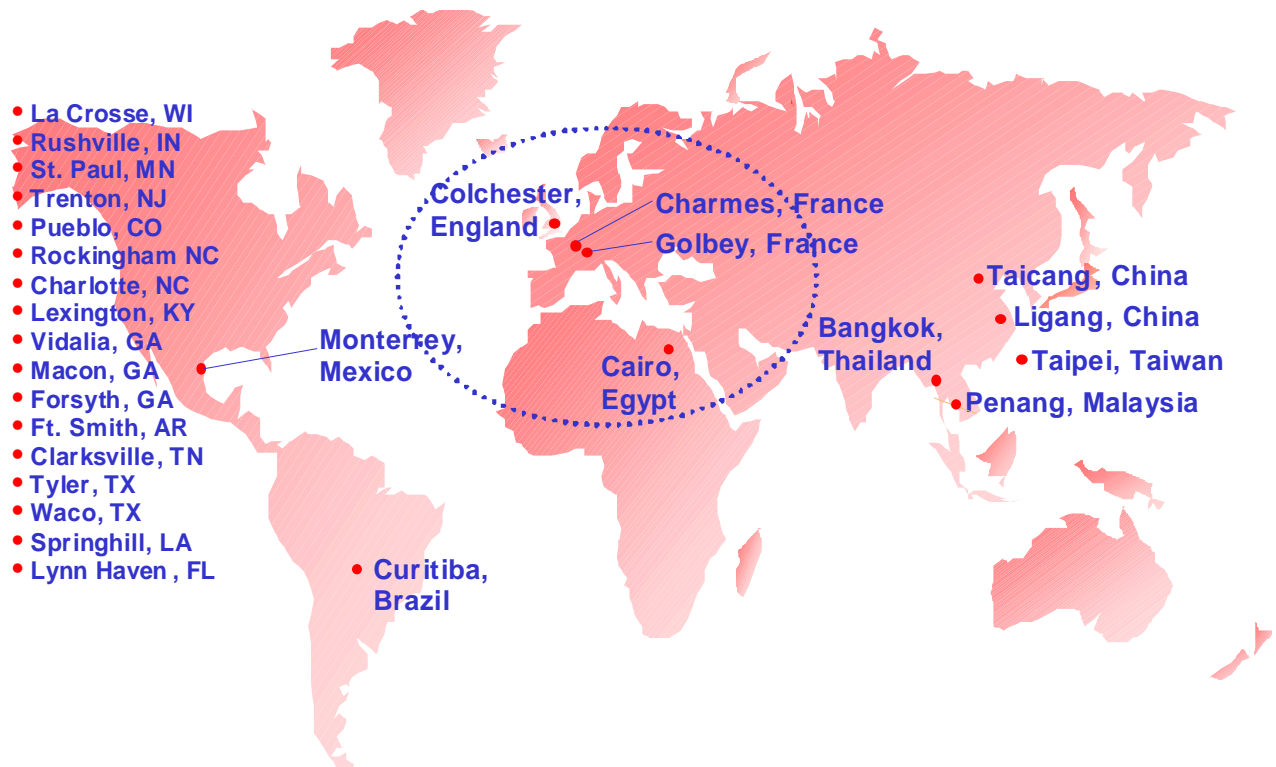 La Crosse, WI
Rushville, IN
St. Paul, MN
Trenton, NJ
Pueblo, CO
Rockingham NC
Charlotte, NC
Lexington, KY
Vidalia, GA
Macon, GA
Forsyth, GA
Ft. Smith, AR
Clarksville, TN
Tyler, TX
Waco, TX
Springhill, LA
Lynn Haven , FL
Monterrey,
Mexico
Curitiba,
Brazil
Colchester,
England
Charmes, France
Golbey, France
Cairo,
Egypt
Bangkok,
Thailand
Taicang, China
Ligang, China
Taipei, Taiwan
Penang, Malaysia